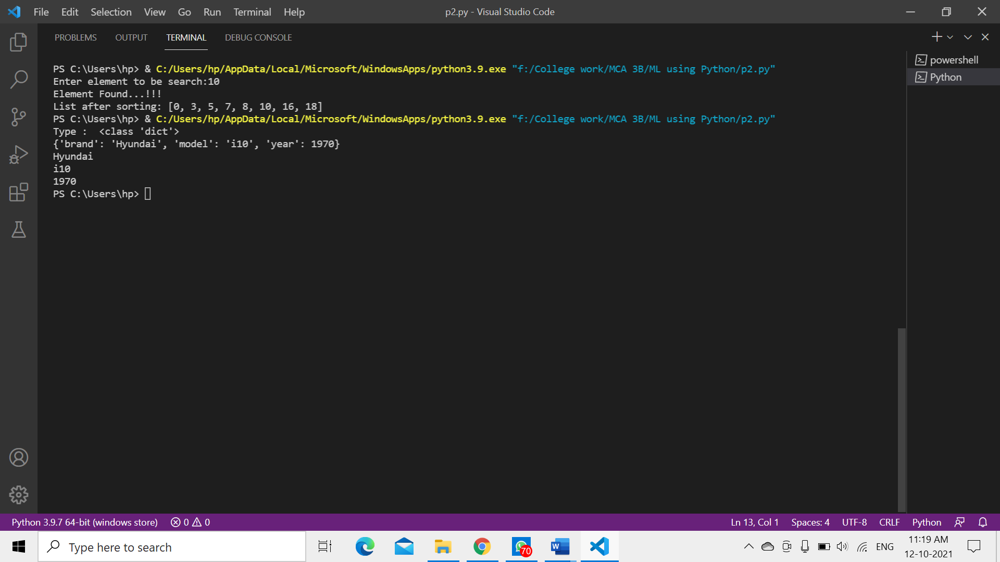 File Edit Selection View Go Run Terminal Help p2.py - Visual Studio Code
PROBLEMS OUTPUT TERMINAL DEBUG CONSOLE
PS C:\Users\hp> & C:/Users/hp/AppData/Local/Microsoft/WindowsApps/python3.9.exe "f:/College work/MCA 3B/ML using Python/p2.py"
Enter element to be search:10
Element Found...!!!
List after sorting: [0, 3, 5, 7, 8, 10, 16, 18]
PS C:\Users\hp> & C:/Users/hp/AppData/Local/Microsoft/WindowsApps/python3.9.exe "f:/College work/MCA 3B/ML using Python/p2.py"
Type :  <class 'dict'>
{'brand': 'Hyundai', 'model': 'i10', 'year': 1970}
Hyundai
i10
1970
PS C:\Users\hp>
powershell
Python
Python 3.9.7 64-bit (windows store) 0 0 Ln 13, Col 1 Spaces: 4 UTF-8 CRLF Python
Type here to search
70
W
ENG
11:19 AM
12-10-2021